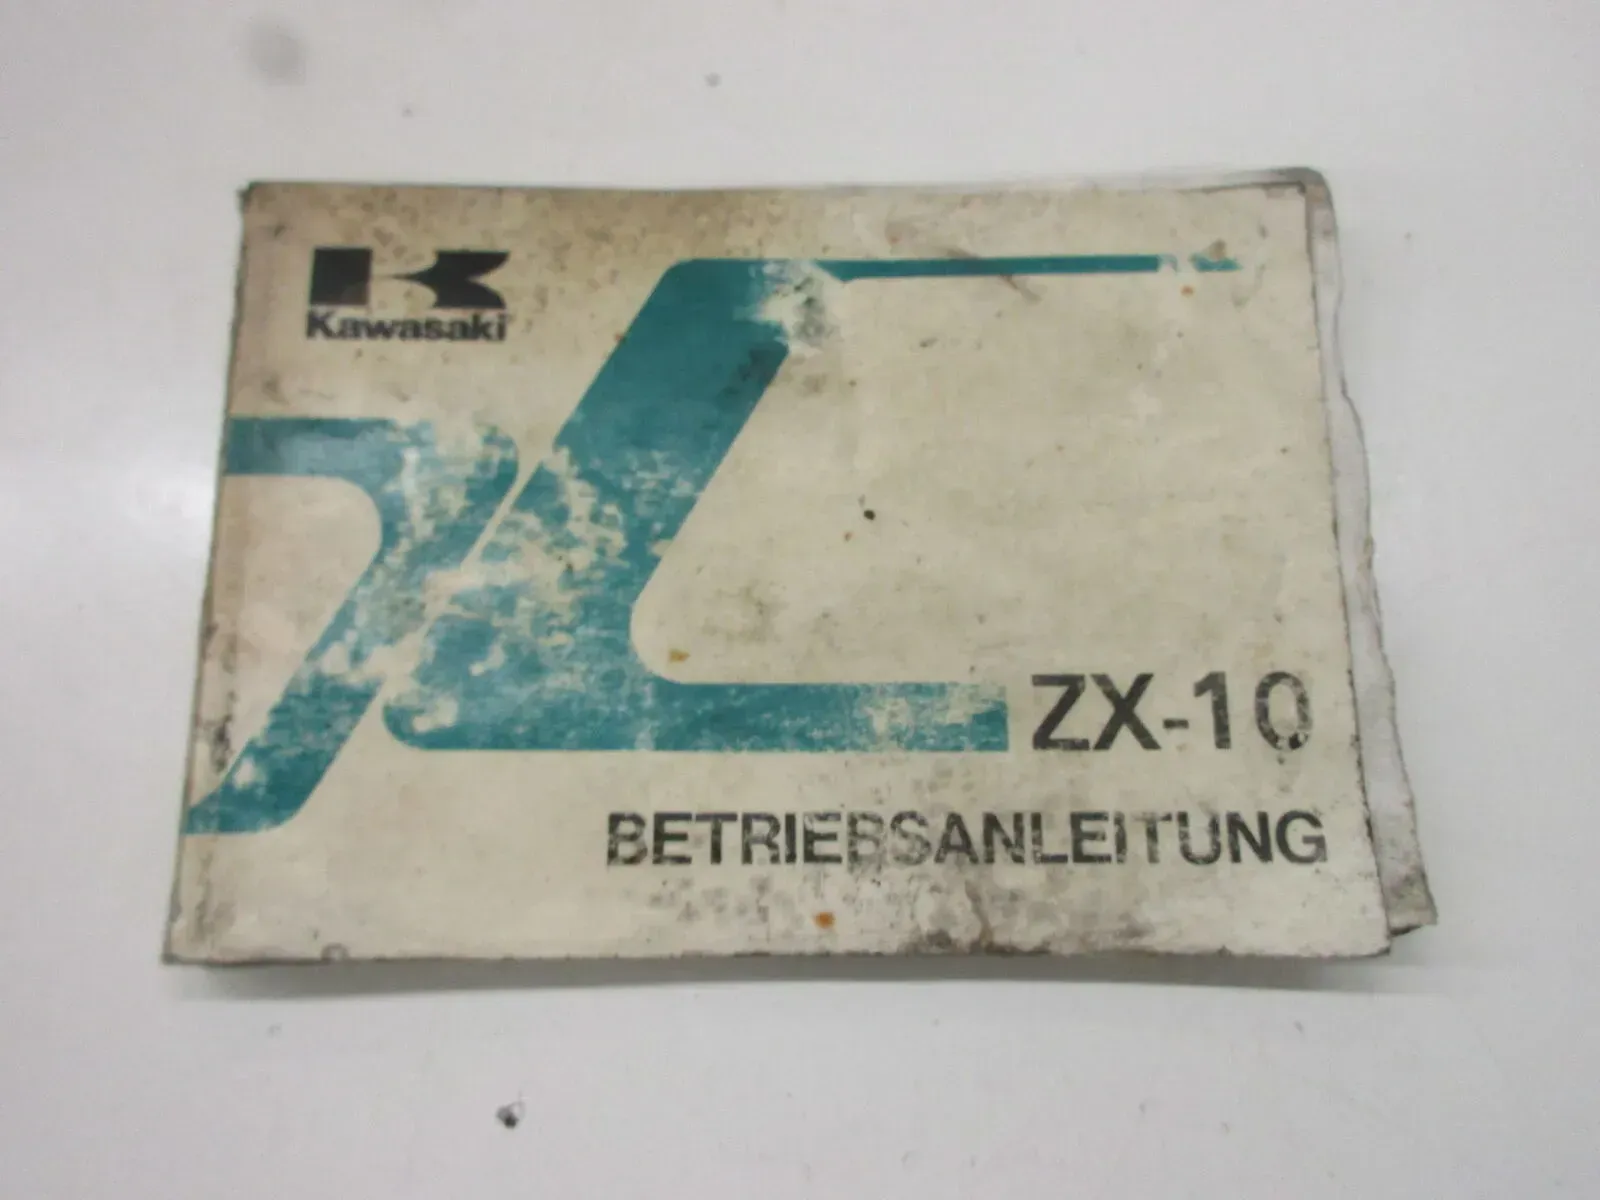 Kawasaki
ZX-10
BETRIEBSANLEITUNG